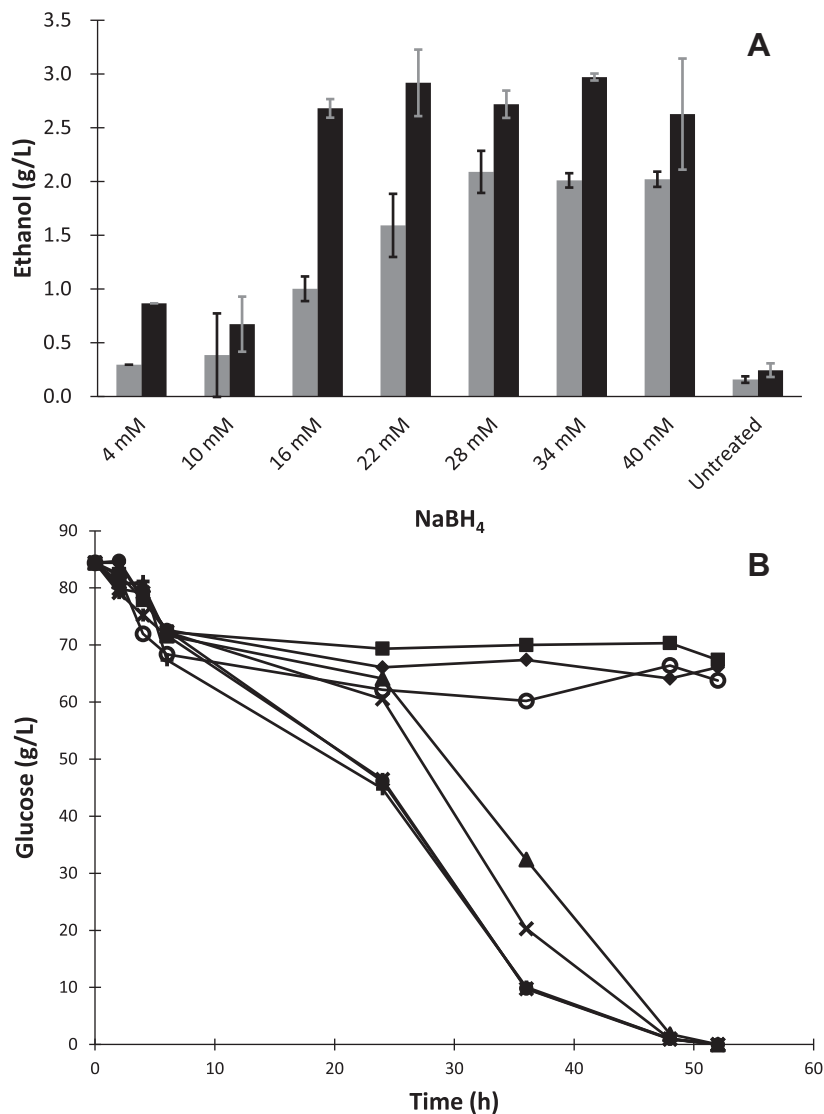 A
3.5
3.0
2.5
2.0
1.5
1.0
0.5
0.0
Ethanol (g/L)
4 mM
10 mM
16 mM
22 mM
28 mM
34 mM
40 mM
Untreated
NaBH4
B
90
80
70
60
50
40
30
20
10
0
Glucose (g/L)
0
10
20
30
40
50
60
Time (h)